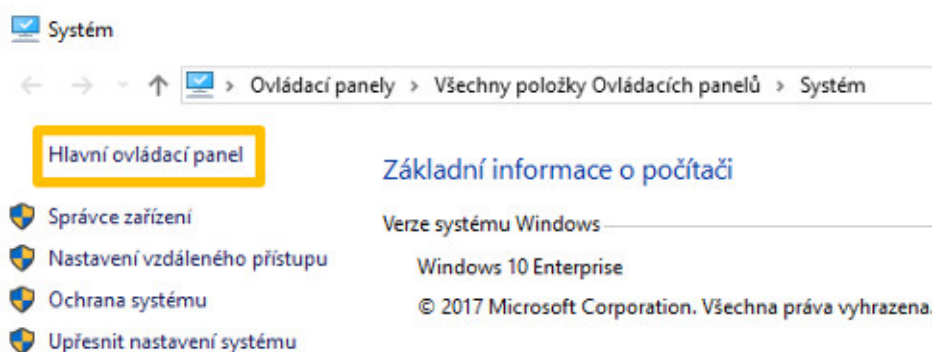 Systém
Ovládací panely > Všechny položky Ovládacích panelů > Systém
Hlavní ovládací panel
Správce zařízení
Nastavení vzdáleného přístupu
Ochrana systému
Upřesnit nastavení systému
Základní informace o počítači
Verze systému Windows
Windows 10 Enterprise
© 2017 Microsoft Corporation. Všechna práva vyhrazena.